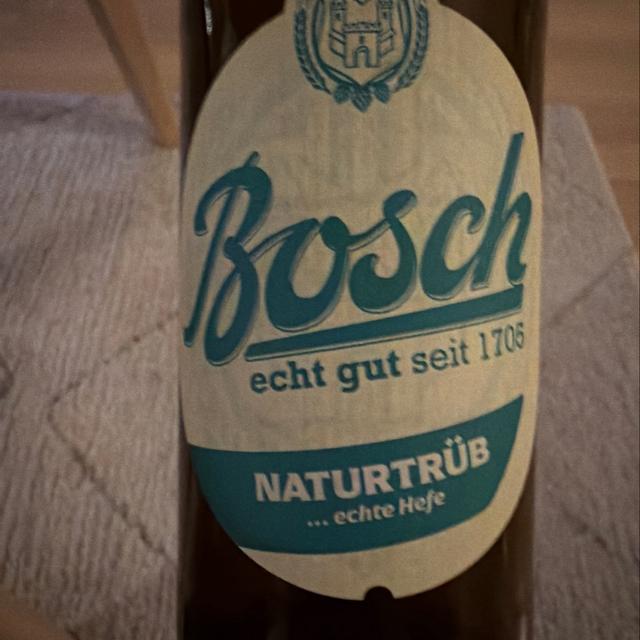 Bosch
echt gut seit 1706
NATURTRÜB
... echte Hefe